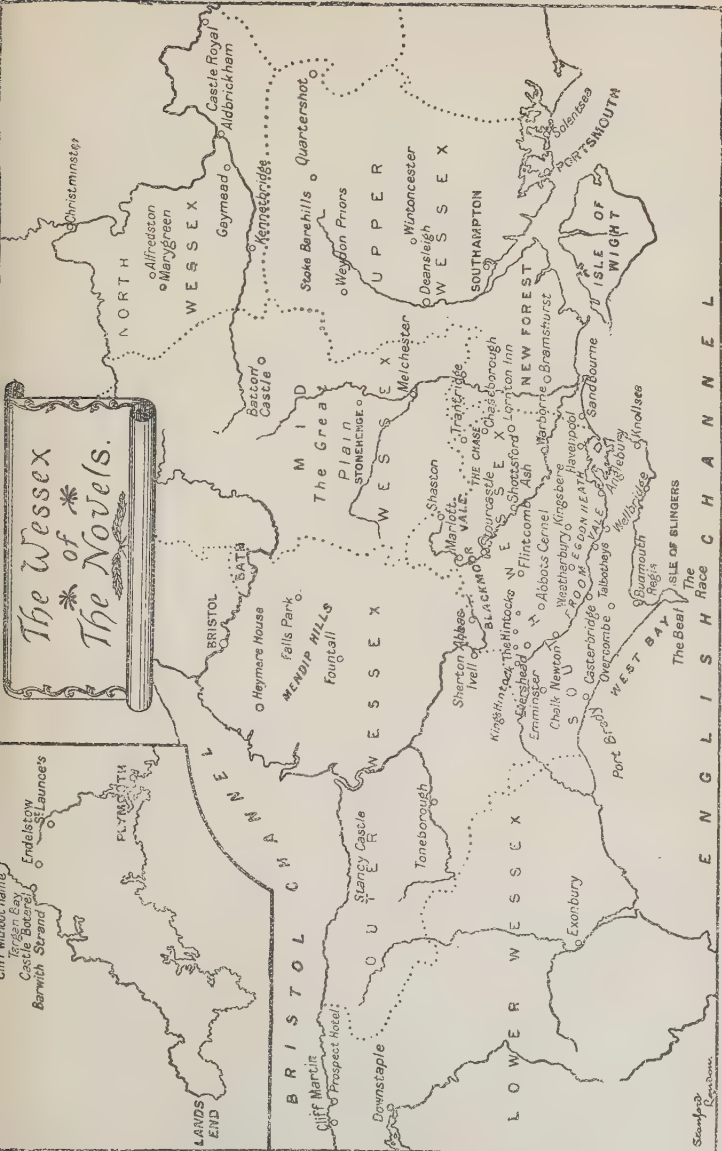 The Wessex
of
The Novels.
Endelstow
St Launce's
Targan Bay
Castle Boterel
Barwith Strand
PLYMOUTH
LANDS
END
BRISTOL CHANNEL
Cliff Martin
Prospect Hotel
Downstaple
Christminster
NORTH
WESSEX
Alfredston
Marygreen
Castle Royal
Aldbrickham
Gaymead
Kennetbridge
Quartershot
Stoke Barehills
Weydon Priors
UPPER
WESSEX
Wintoncester
Deansleigh
SOUTHAMPTON
PORTSMOUTH
Solentsea
ISLE OF
WIGHT
NEW FOREST
Bramshurst
Batton
Castle
MID
The Great
Plain
STONEHENGE
WESSEX
Melchester
BRISTOL
BATH
Heymere House
Falls Park
MENDIP HILLS
Fountall
OUTER
WESSEX
Stancy Castle
Toneborough
LOWER WESSEX
Exonbury
Shaston
Marlott
VALE
BLACKMOOR
Stourcastle
Trantridge
THE CHASE
Chaseborough
Lornton Inn
Shottsford
Flintcomb Ash
Warborne
Havenpool
Sandbourne
Sherton Abbas
Ivell
King's Hintock
The Hintocks
Evershead
Emminster
Chalk Newton
Abbots Cernel
Weatherbury
Kingsbere
EGDON HEATH
VALE
Talbotheys
Casterbridge
Overcombe
Anglebury
Wellbridge
Knollsea
Budmouth
Regis
Port Bredy
WEST BAY
ISLE OF SLINGERS
The Beal
The
Race
ENGLISH CHANNEL